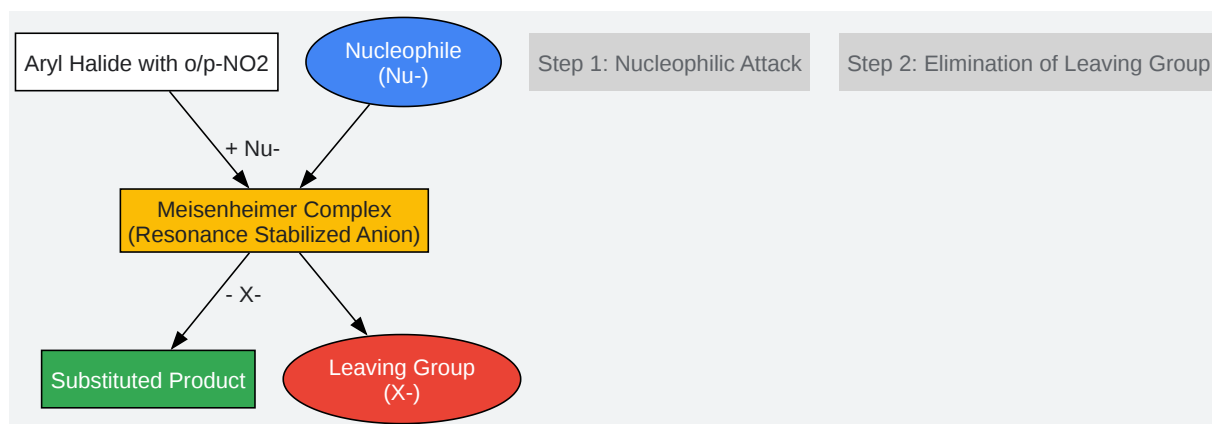 Aryl Halide with o/p-NO2
Nucleophile
(Nu-)
Step 1: Nucleophilic Attack
Step 2: Elimination of Leaving Group
+ Nu-
Meisenheimer Complex
(Resonance Stabilized Anion)
- X-
Substituted Product
Leaving Group
(X-)